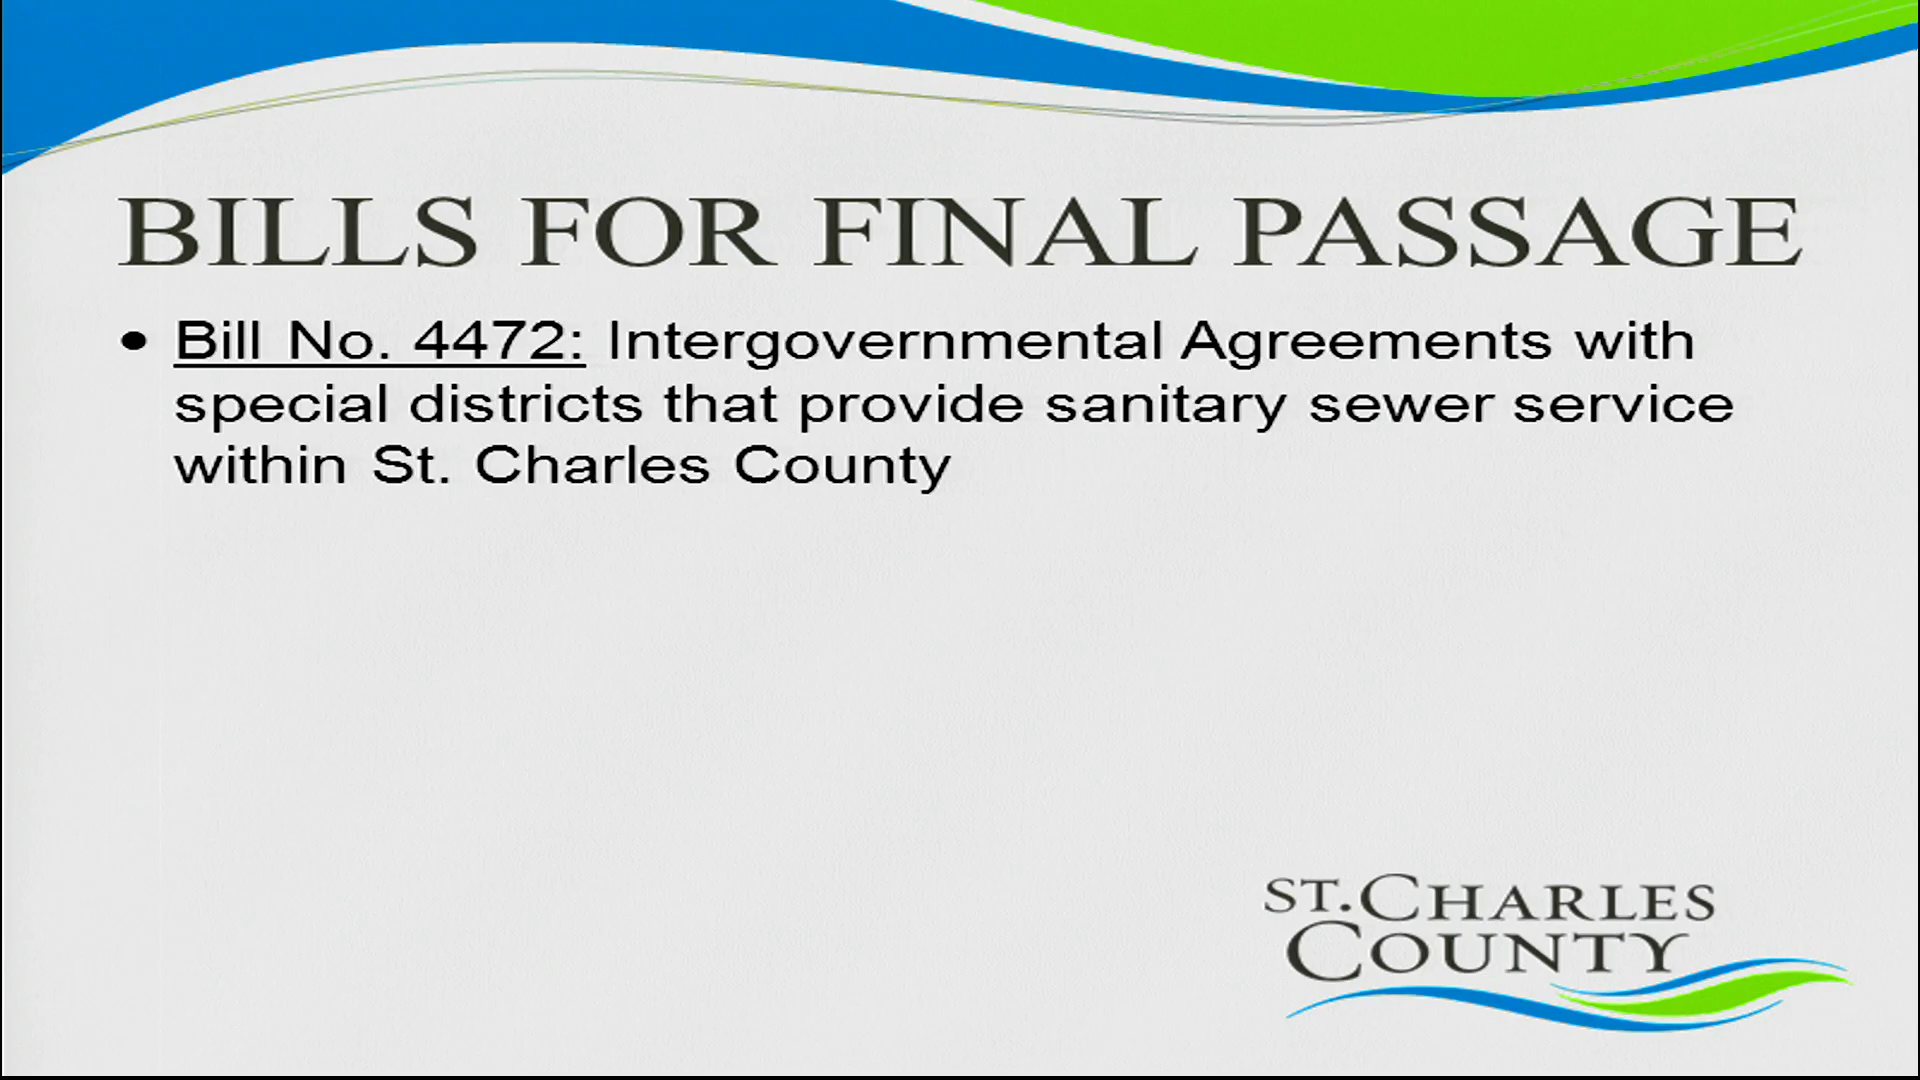 BILLS FOR FINAL PASSAGE
• Bill No. 4472: Intergovernmental Agreements with
special districts that provide sanitary sewer service
within St. Charles County
ST. CHARLES
COUNTY